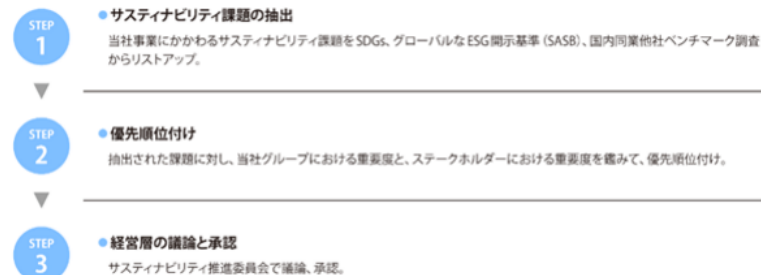 STEP
1
サスティナビリティ課題の抽出
当社事業にかかわるサスティナビリティ課題をSDGs、グローバルなESG開示基準（SASB）、国内同業他社ベンチマーク調査
からリストアップ。
STEP
2
優先順位付け
抽出された課題に対し、当社グループにおける重要度と、ステークホルダーにおける重要度を鑑みて、優先順位付け。
STEP
3
経営層の議論と承認
サスティナビリティ推進委員会で議論、承認。